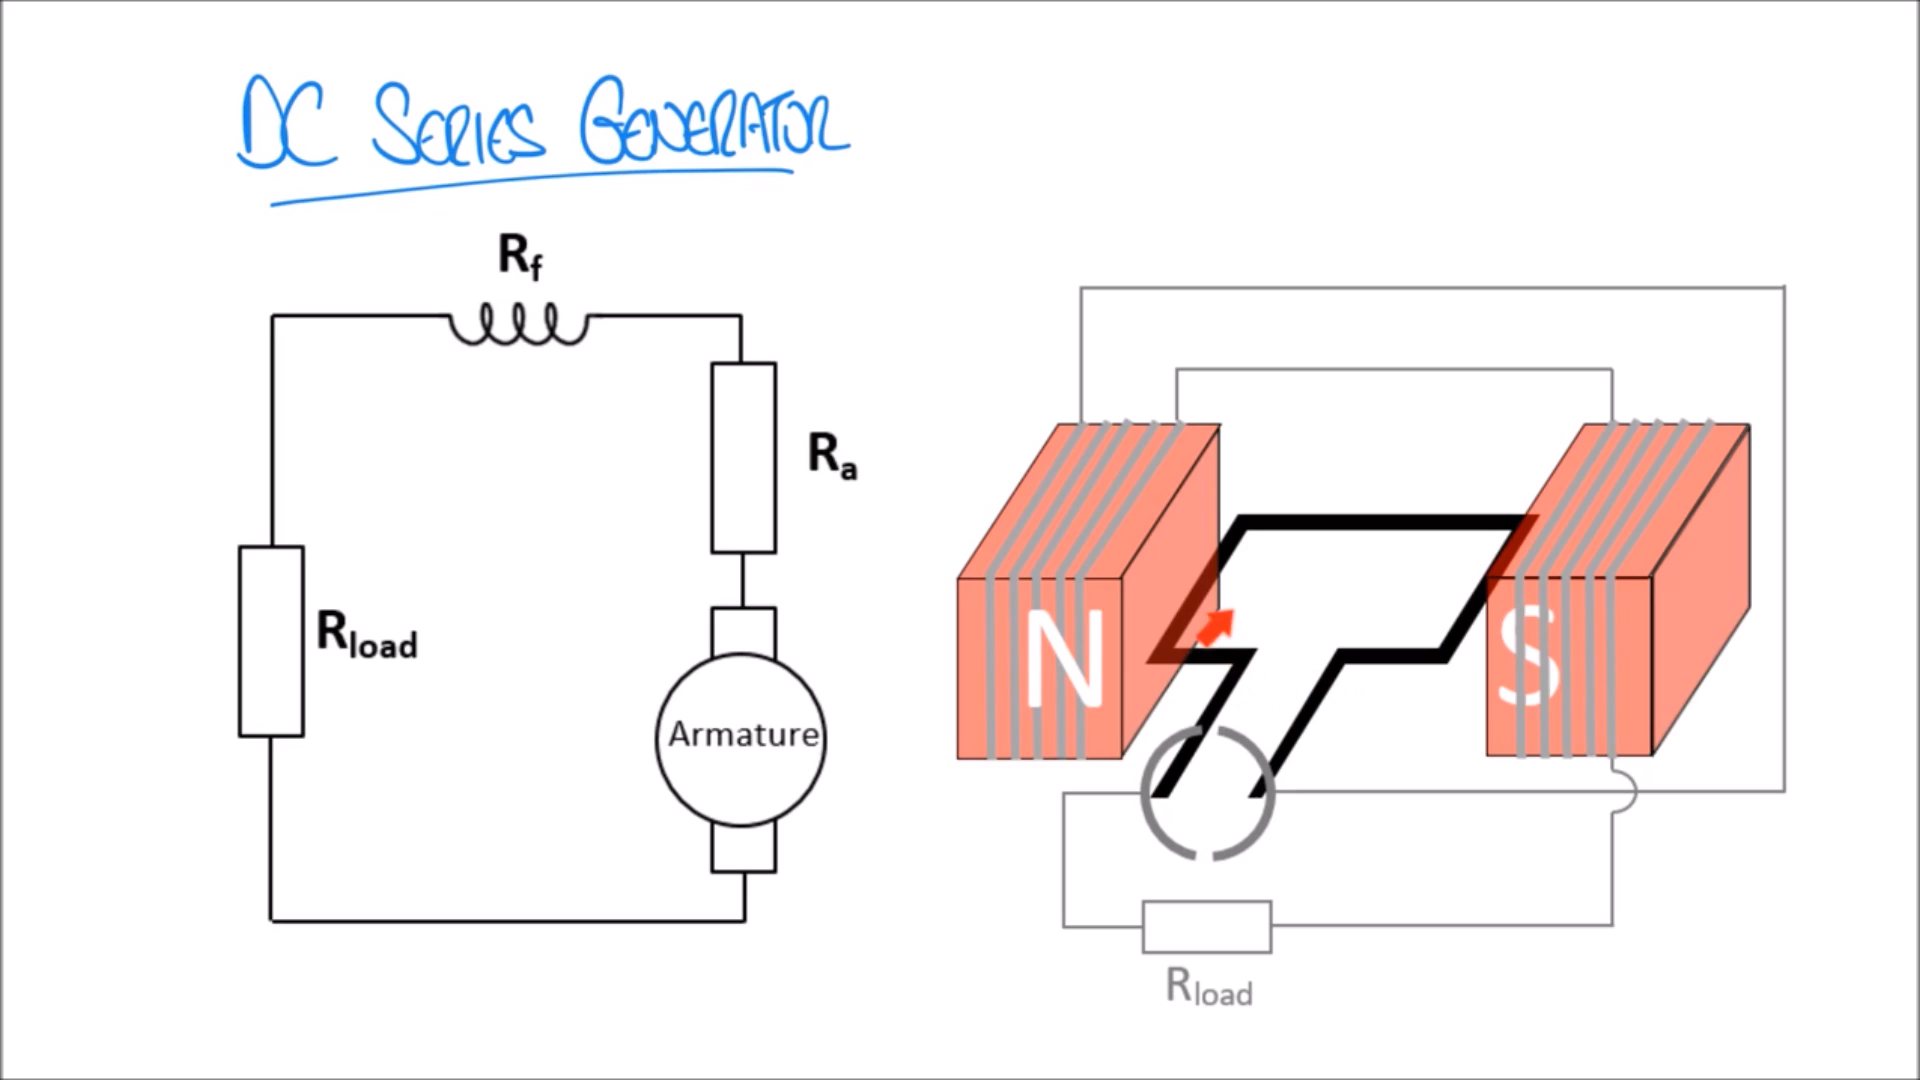 DC SERIES GENERATOR
Rf
Ra
Rload
Armature
N
S
Rload